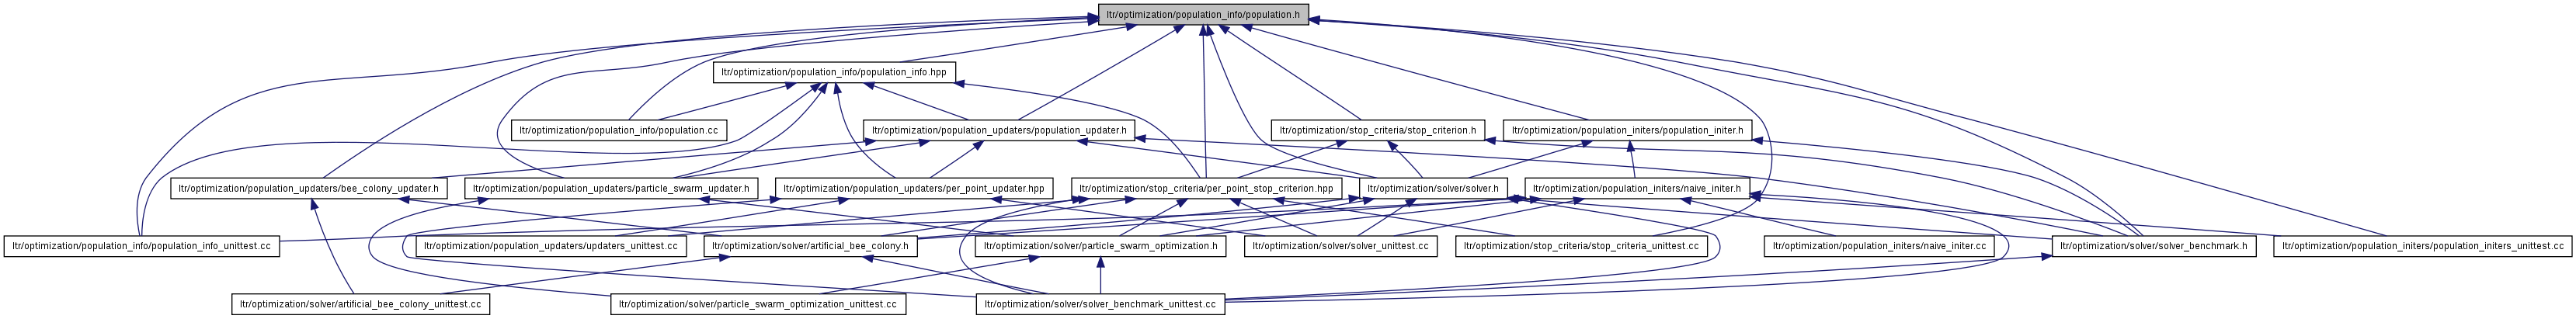 ltr/optimization/population_info/population.h
ltr/optimization/population_info/population_info.hpp
ltr/optimization/population_info/population.cc
ltr/optimization/population_updaters/population_updater.h
ltr/optimization/stop_criteria/stop_criterion.h
ltr/optimization/population_initers/population_initer.h
ltr/optimization/population_updaters/bee_colony_updater.h
ltr/optimization/population_updaters/particle_swarm_updater.h
ltr/optimization/population_updaters/per_point_updater.hpp
ltr/optimization/stop_criteria/per_point_stop_criterion.hpp
ltr/optimization/solver/solver.h
ltr/optimization/population_initers/naive_initer.h
ltr/optimization/population_info/population_info_unittest.cc
ltr/optimization/population_updaters/updaters_unittest.cc
ltr/optimization/solver/artificial_bee_colony.h
ltr/optimization/solver/particle_swarm_optimization.h
ltr/optimization/solver/solver_unittest.cc
ltr/optimization/stop_criteria/stop_criteria_unittest.cc
ltr/optimization/population_initers/naive_initer.cc
ltr/optimization/solver/solver_benchmark.h
ltr/optimization/population_initers/population_initers_unittest.cc
ltr/optimization/solver/artificial_bee_colony_unittest.cc
ltr/optimization/solver/particle_swarm_optimization_unittest.cc
ltr/optimization/solver/solver_benchmark_unittest.cc